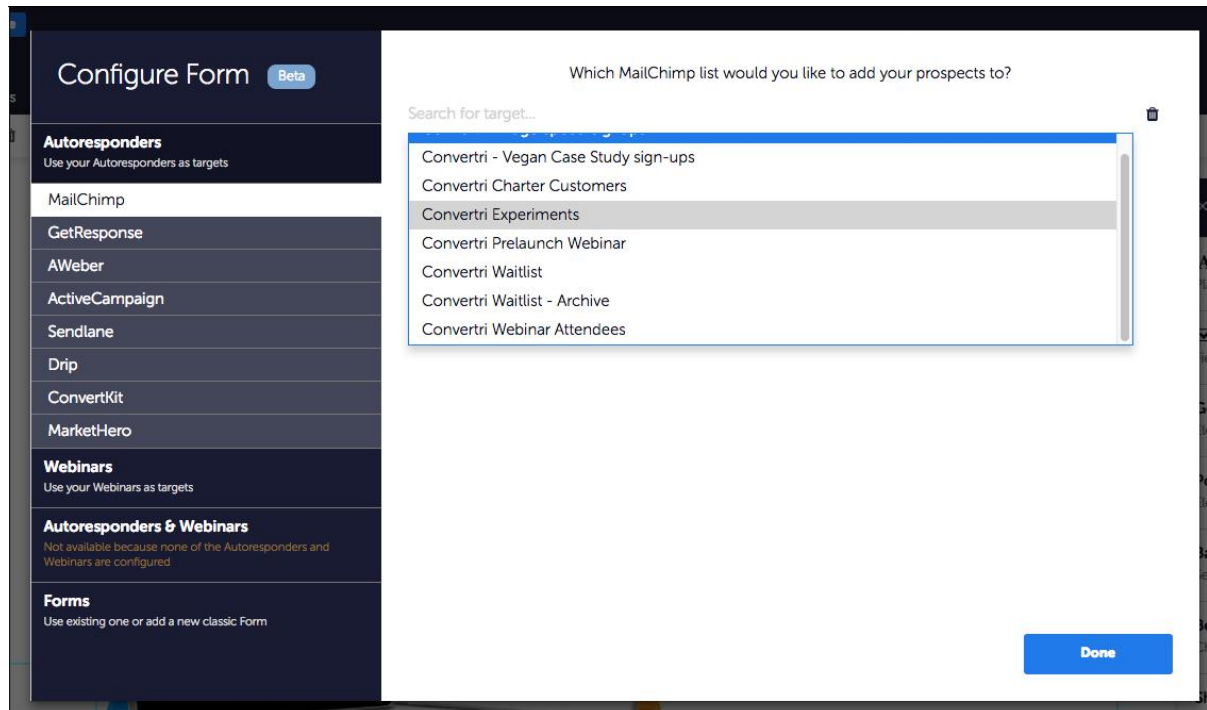 Configure Form Beta
Autoresponders
Use your Autoresponders as targets
MailChimp
GetResponse
AWeber
ActiveCampaign
Sendlane
Drip
ConvertKit
MarketHero
Webinars
Use your Webinars as targets
Autoresponders & Webinars
Not available because none of the Autoresponders and
Webinars are configured
Forms
Use existing one or add a new classic Form
Which MailChimp list would you like to add your prospects to?
Search for target...
Convertri - Vegan Case Study sign-ups
Convertri Charter Customers
Convertri Experiments
Convertri Prelaunch Webinar
Convertri Waitlist
Convertri Waitlist - Archive
Convertri Webinar Attendees
Done